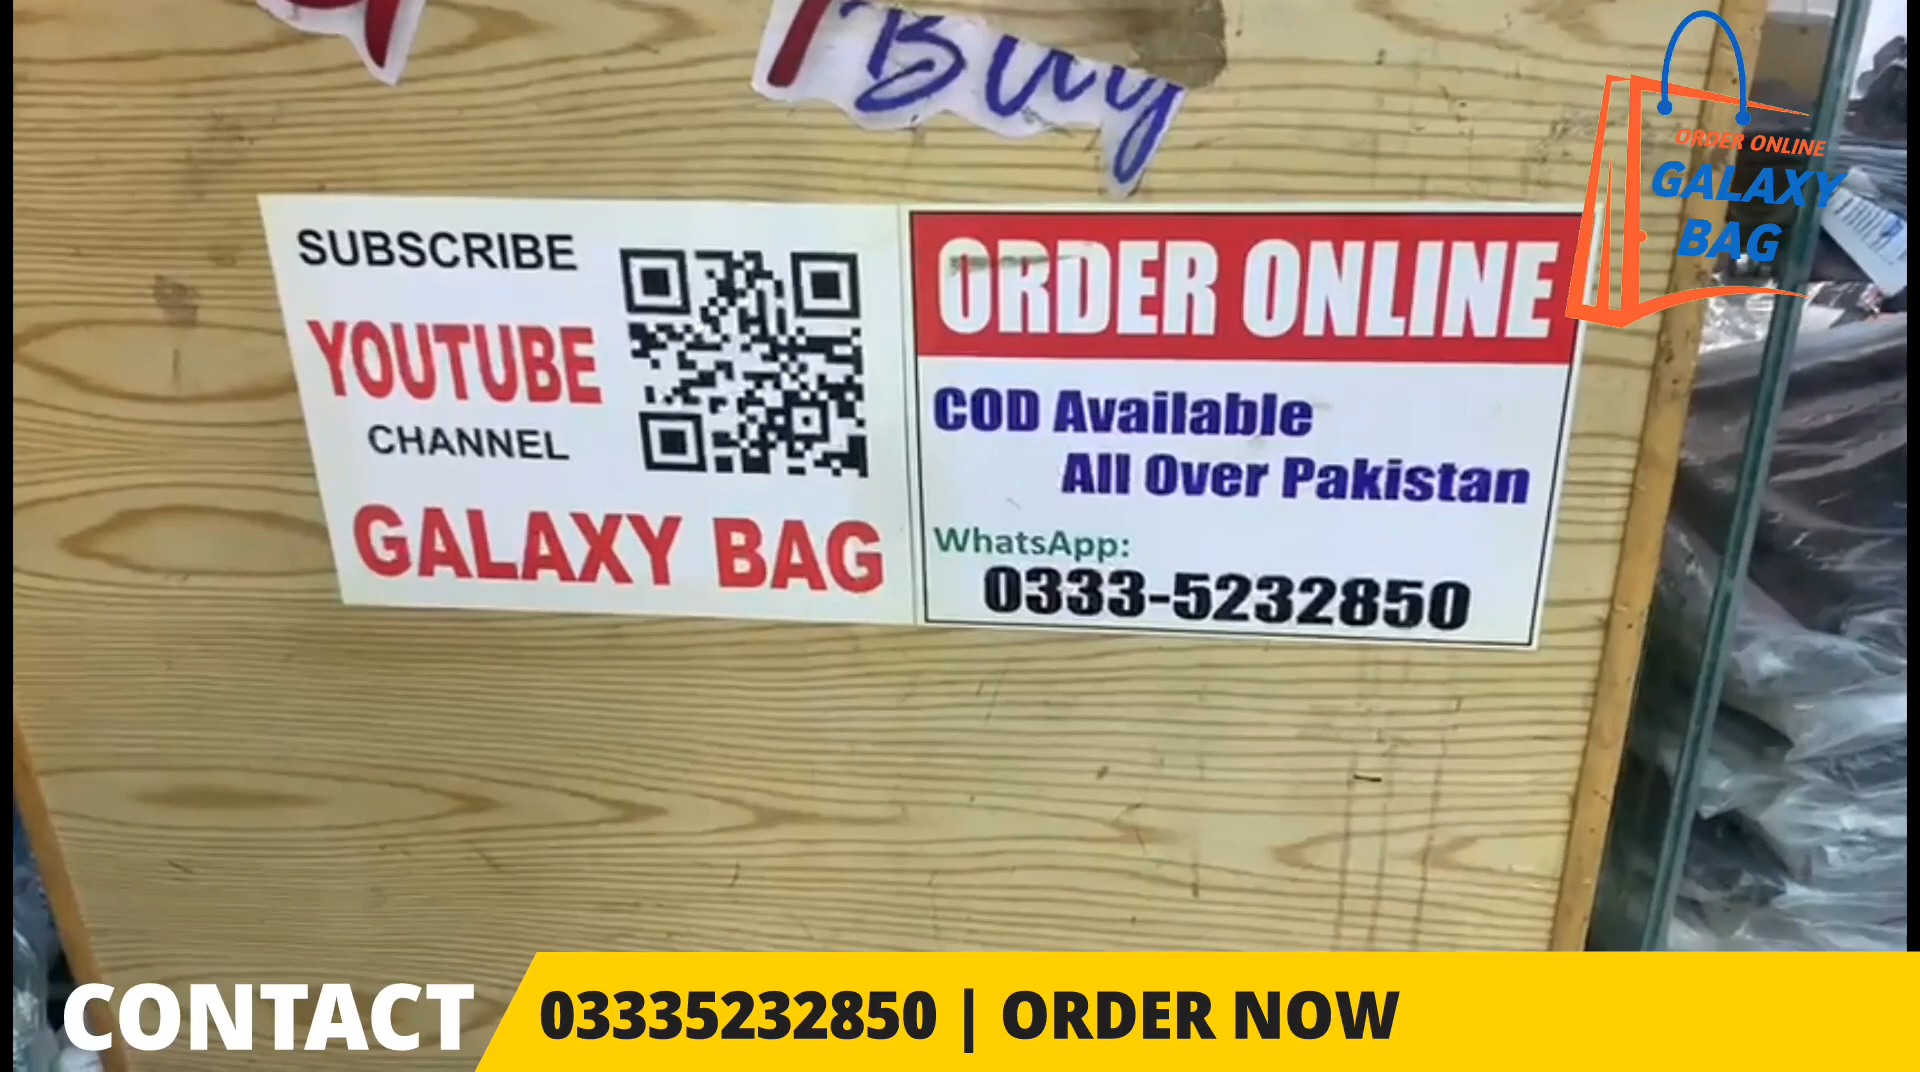 Buy
SUBSCRIBE
YOUTUBE
CHANNEL
GALAXY BAG
ORDER ONLINE
COD Available
All Over Pakistan
WhatsApp:
0333-5232850
ORDER ONLINE
GALAXY
BAG
CONTACT
03335232850 | ORDER NOW